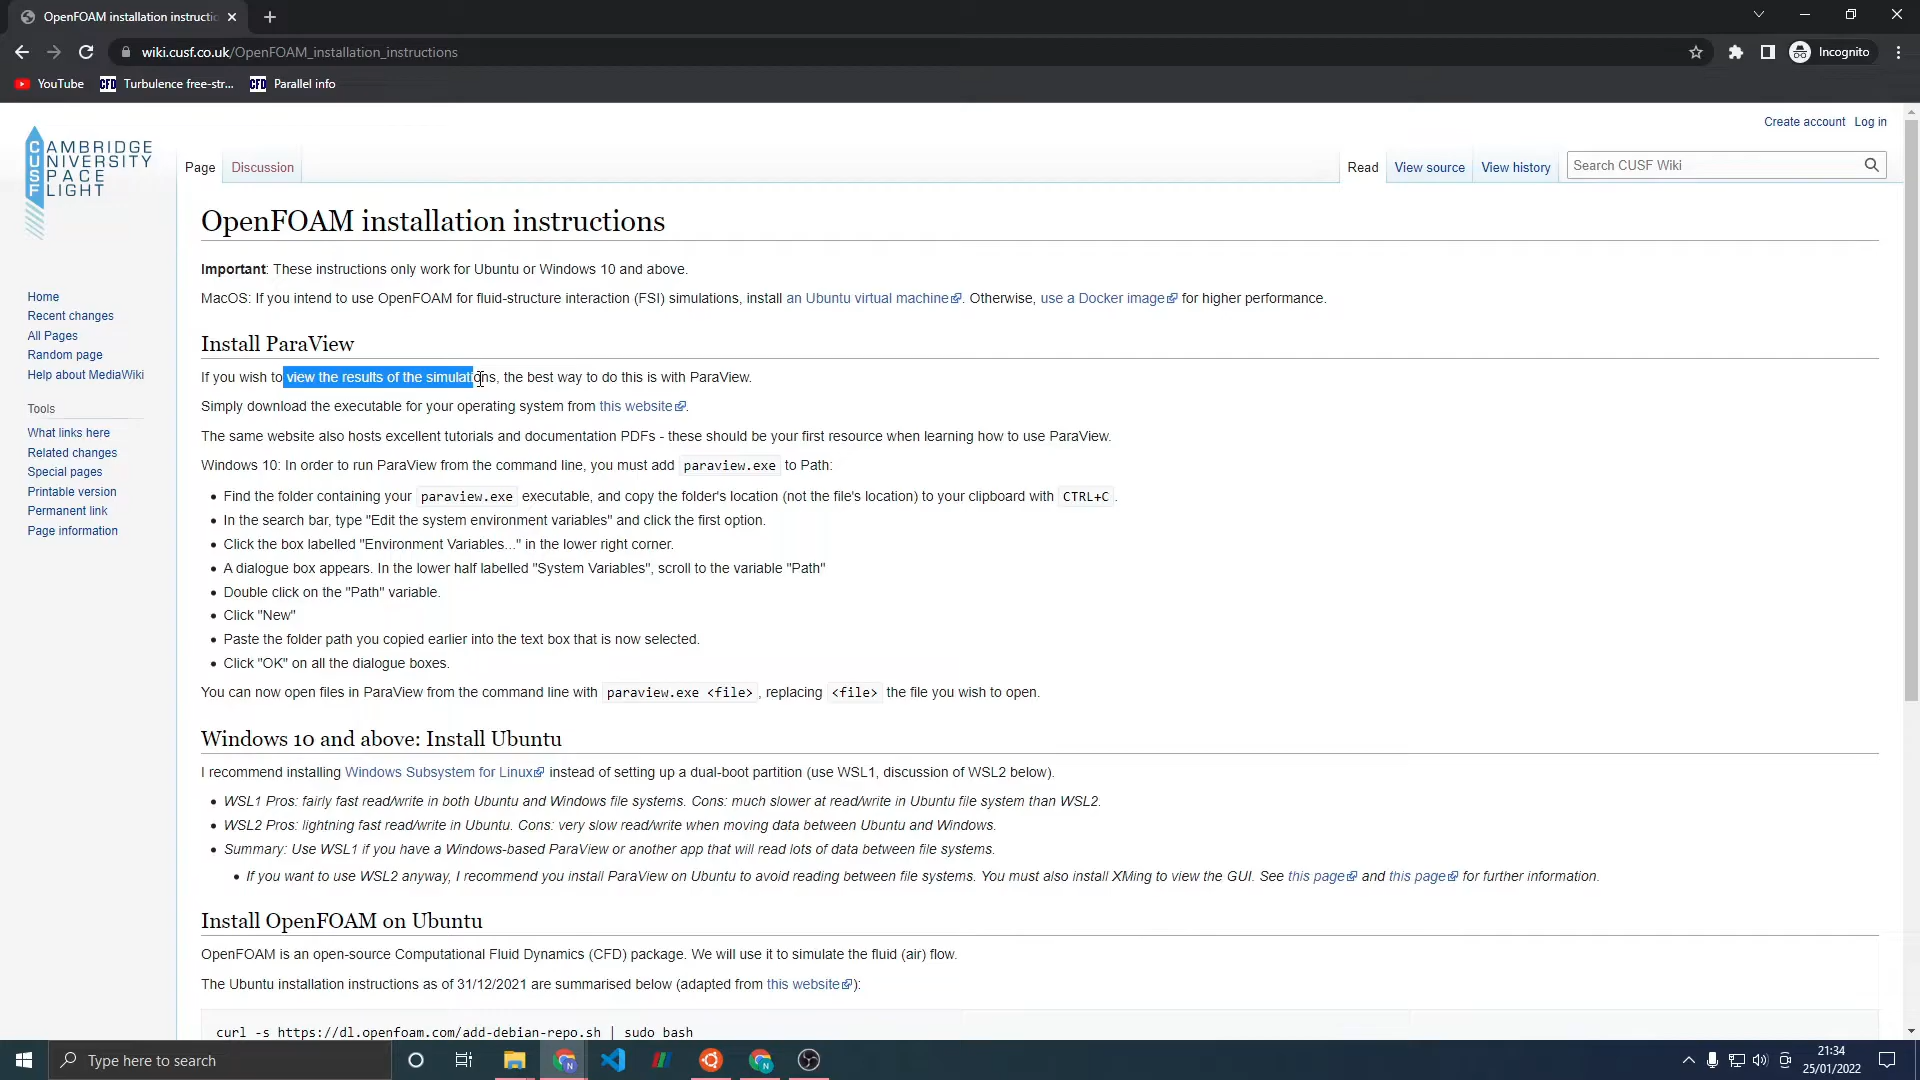 OpenFOAM installation instructio
wiki.cusf.co.uk/OpenFOAM_installation_instructions
Incognito
YouTube
CFD Turbulence free-str...
CFD Parallel info
CAMBRIDGE
UNIVERSITY
SPACE
FLIGHT
Create account Log in
Page Discussion
Read View source View history Search CUSF Wiki
OpenFOAM installation instructions
Important: These instructions only work for Ubuntu or Windows 10 and above.
MacOS: If you intend to use OpenFOAM for fluid-structure interaction (FSI) simulations, install an Ubuntu virtual machine. Otherwise, use a Docker image for higher performance.
Home
Recent changes
All Pages
Random page
Help about MediaWiki
Tools
What links here
Related changes
Special pages
Printable version
Permanent link
Page information
Install ParaView
If you wish to view the results of the simulations, the best way to do this is with ParaView.
Simply download the executable for your operating system from this website.
The same website also hosts excellent tutorials and documentation PDFs - these should be your first resource when learning how to use ParaView.
Windows 10: In order to run ParaView from the command line, you must add paraview.exe to Path:
• Find the folder containing your paraview.exe executable, and copy the folder's location (not the file's location) to your clipboard with CTRL+C.
• In the search bar, type "Edit the system environment variables" and click the first option.
• Click the box labelled "Environment Variables..." in the lower right corner.
• A dialogue box appears. In the lower half labelled "System Variables", scroll to the variable "Path"
• Double click on the "Path" variable.
• Click "New"
• Paste the folder path you copied earlier into the text box that is now selected.
• Click "OK" on all the dialogue boxes.
You can now open files in ParaView from the command line with paraview.exe <file>, replacing <file> the file you wish to open.
Windows 10 and above: Install Ubuntu
I recommend installing Windows Subsystem for Linux instead of setting up a dual-boot partition (use WSL1, discussion of WSL2 below).
• WSL1 Pros: fairly fast read/write in both Ubuntu and Windows file systems. Cons: much slower at read/write in Ubuntu file system than WSL2.
• WSL2 Pros: lightning fast read/write in Ubuntu. Cons: very slow read/write when moving data between Ubuntu and Windows.
• Summary: Use WSL1 if you have a Windows-based ParaView or another app that will read lots of data between file systems.
• If you want to use WSL2 anyway, I recommend you install ParaView on Ubuntu to avoid reading between file systems. You must also install XMing to view the GUI. See this page and this page for further information.
Install OpenFOAM on Ubuntu
OpenFOAM is an open-source Computational Fluid Dynamics (CFD) package. We will use it to simulate the fluid (air) flow.
The Ubuntu installation instructions as of 31/12/2021 are summarised below (adapted from this website):
curl -s https://dl.openfoam.com/add-debian-repo.sh | sudo bash
Type here to search
21:34
25/01/2022